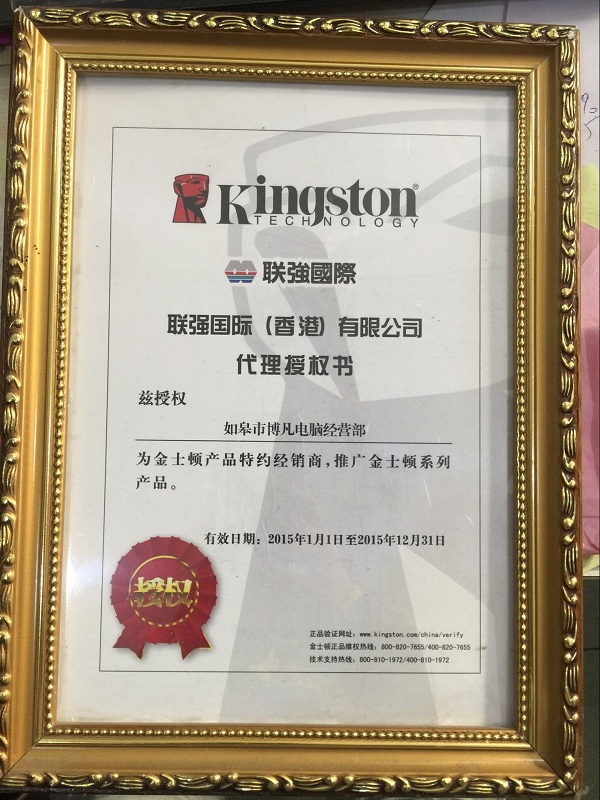 Kingston®
TECHNOLOGY
联強國際
联强国际（香港）有限公司
代理授权书
兹授权
如皋市博凡电脑经营部
为金士顿产品特约经销商，推广金士顿系列
产品。
有效日期：2015年1月1日至2015年12月31日
授权
正品验证网址：www.kingston.com/china/verify
金士顿正品维权热线：800-820-7655/400-820-7655
技术支持热线：800-810-1972/400-810-1972